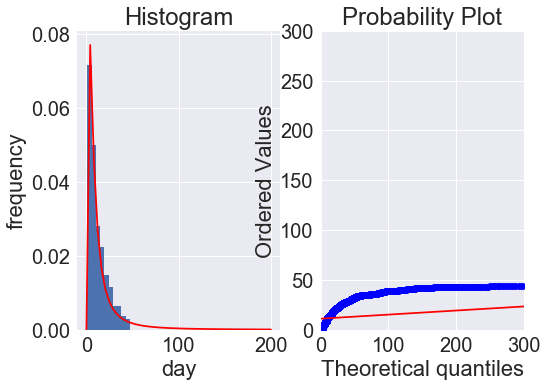 Histogram
0.08
0.06
0.04
0.02
0.00
frequency
0 100 200
day
Probability Plot
300
250
200
150
100
50
0
Ordered Values
0 100 200 300
Theoretical quantiles